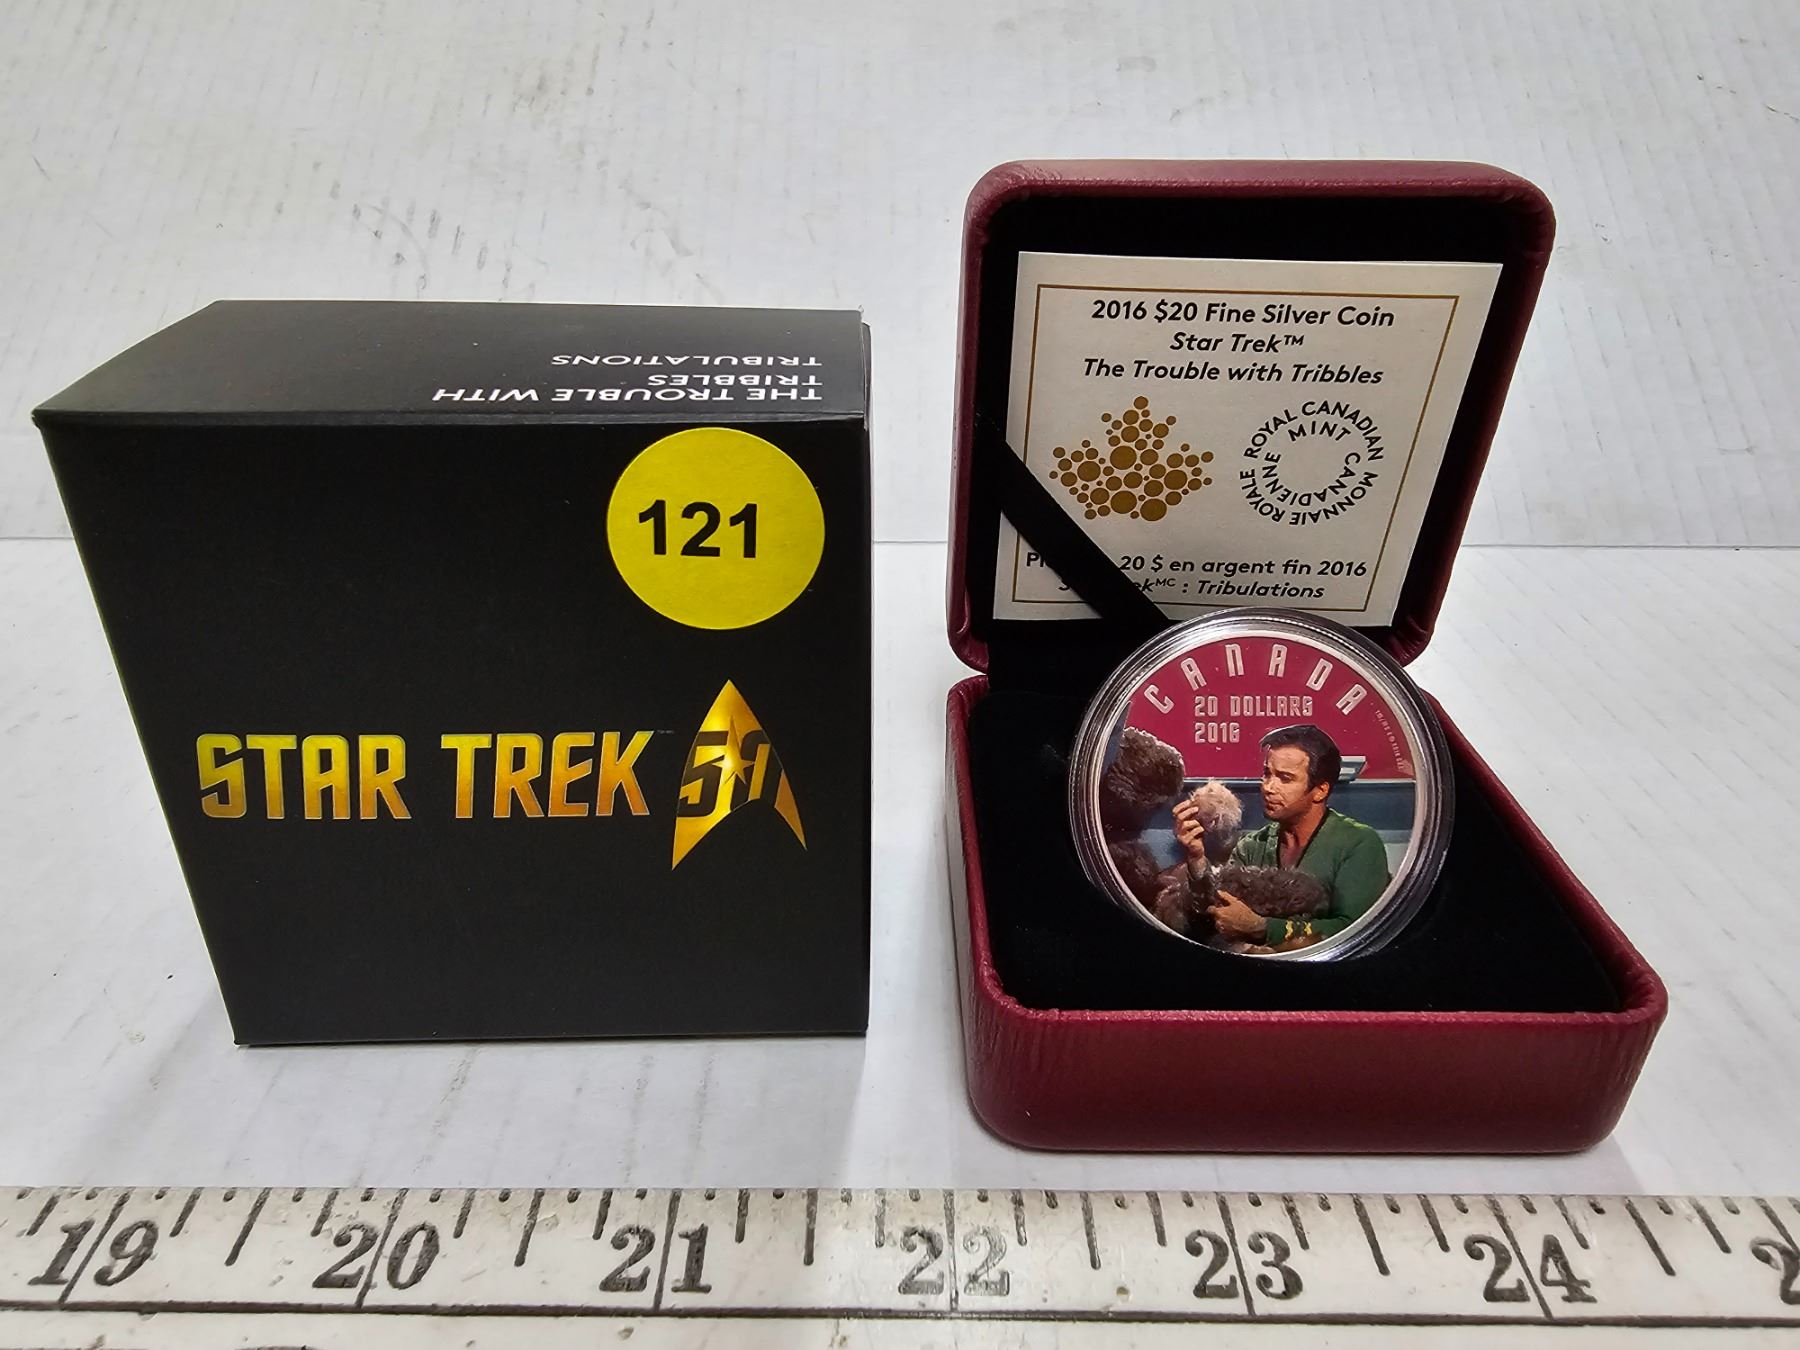 THE TROUBLE WITH
TRIBBLES
TRIBULATIONS
121
STAR TREK 50
2016 $20 Fine Silver Coin
Star Trek™
The Trouble with Tribbles
ROYAL CANADIAN MINT
MONNAIE ROYALE CANADIENNE
20 $ en argent fin 2016
ekMC : Tribulations
CANADA
20 DOLLARS
2016
19 20 21 22 23 24